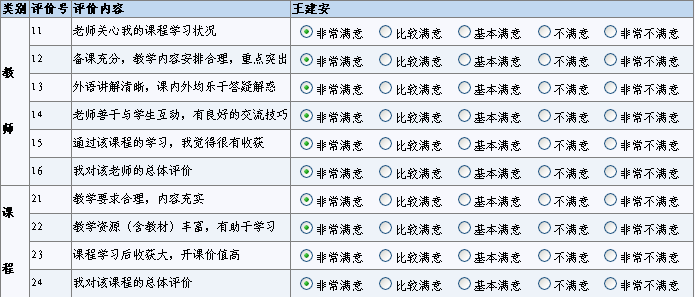 类别 评价号 评价内容 王建安
11 老师关心我的课程学习状况 非常满意 比较满意 基本满意 不满意 非常不满意
12 备课充分，教学内容安排合理，重点突出 非常满意 比较满意 基本满意 不满意 非常不满意
13 外语讲解清晰，课内外均乐于答疑解惑 非常满意 比较满意 基本满意 不满意 非常不满意
教 14 老师善于与学生互动，有良好的交流技巧 非常满意 比较满意 基本满意 不满意 非常不满意
师 15 通过该课程的学习，我觉得很有收获 非常满意 比较满意 基本满意 不满意 非常不满意
16 我对该老师的总体评价 非常满意 比较满意 基本满意 不满意 非常不满意
课 21 教学要求合理，内容充实 非常满意 比较满意 基本满意 不满意 非常不满意
22 教学资源（含教材）丰富，有助于学习 非常满意 比较满意 基本满意 不满意 非常不满意
程 23 课程学习后收获大，开课价值高 非常满意 比较满意 基本满意 不满意 非常不满意
24 我对该课程的总体评价 非常满意 比较满意 基本满意 不满意 非常不满意